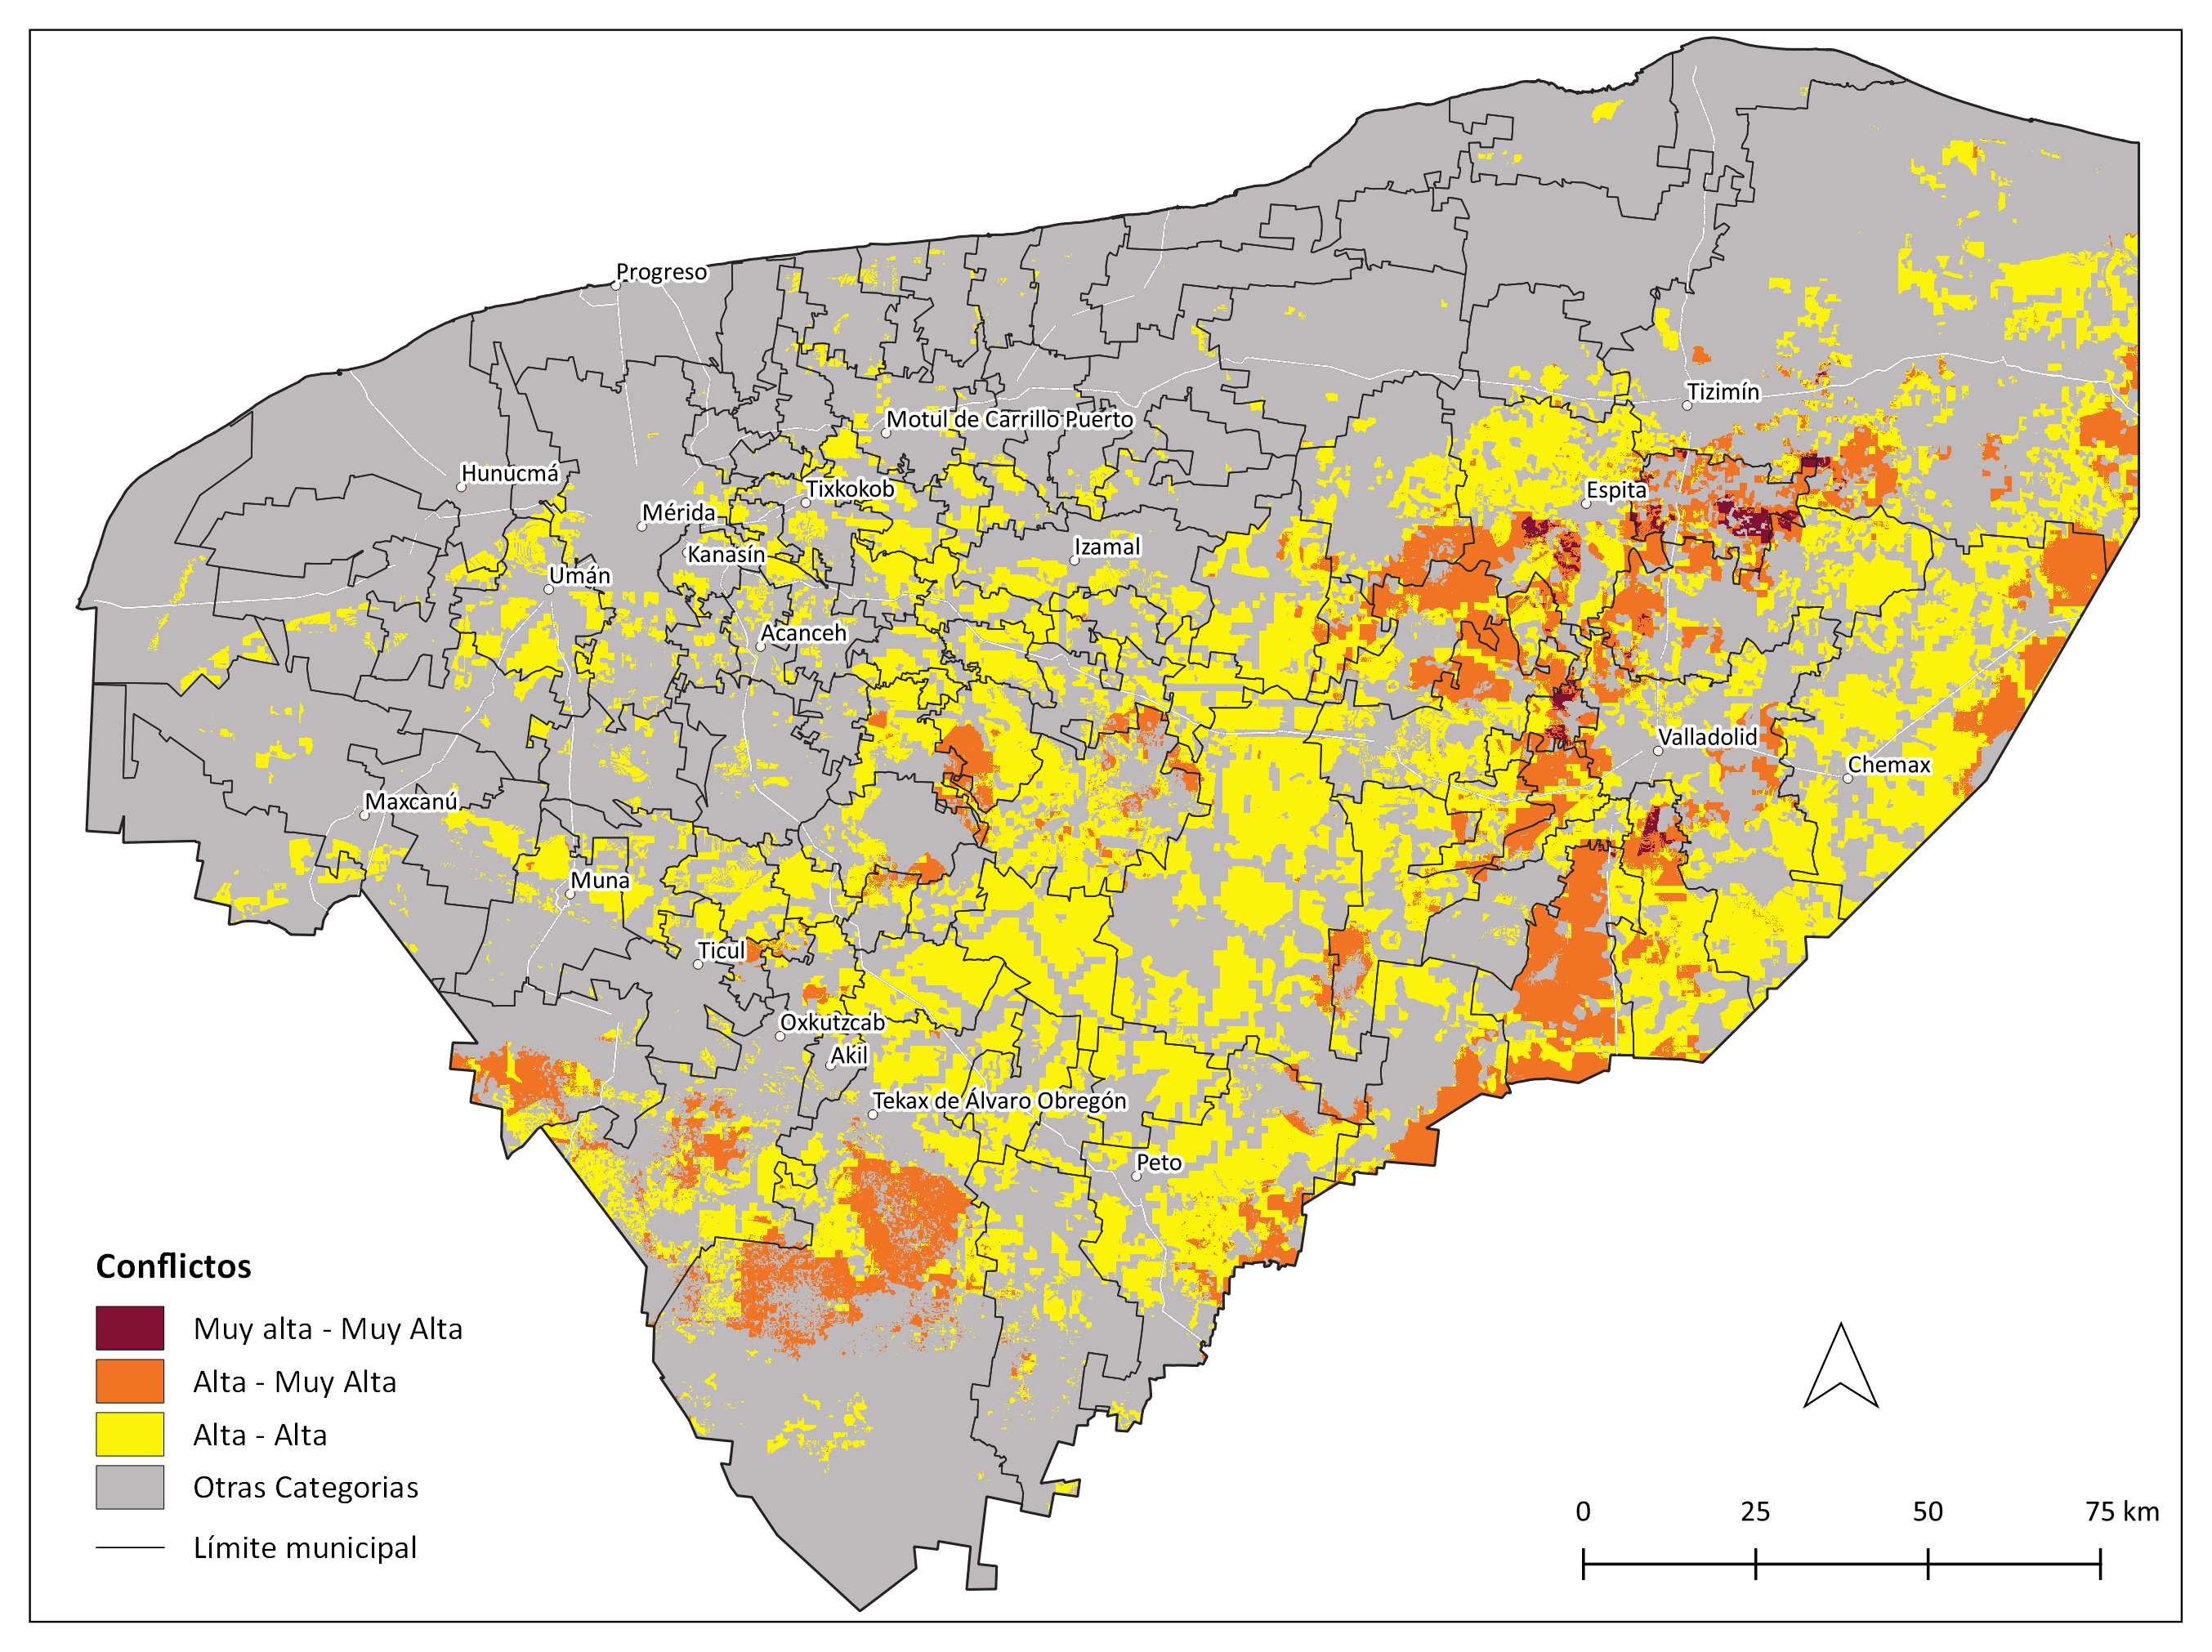 Progreso
Tizimín
Motul de Carrillo Puerto
Hunucmá
Tixkokob
Espita
Mérida
Kanasín
Izamal
Umán
Acanceh
Valladolid
Chemax
Maxcanú
Muna
Ticul
Oxkutzcab
Akil
Tekax de Álvaro Obregón
Peto
Conflictos
Muy alta - Muy Alta
Alta - Muy Alta
Alta - Alta
Otras Categorias
Límite municipal
0 25 50 75 km